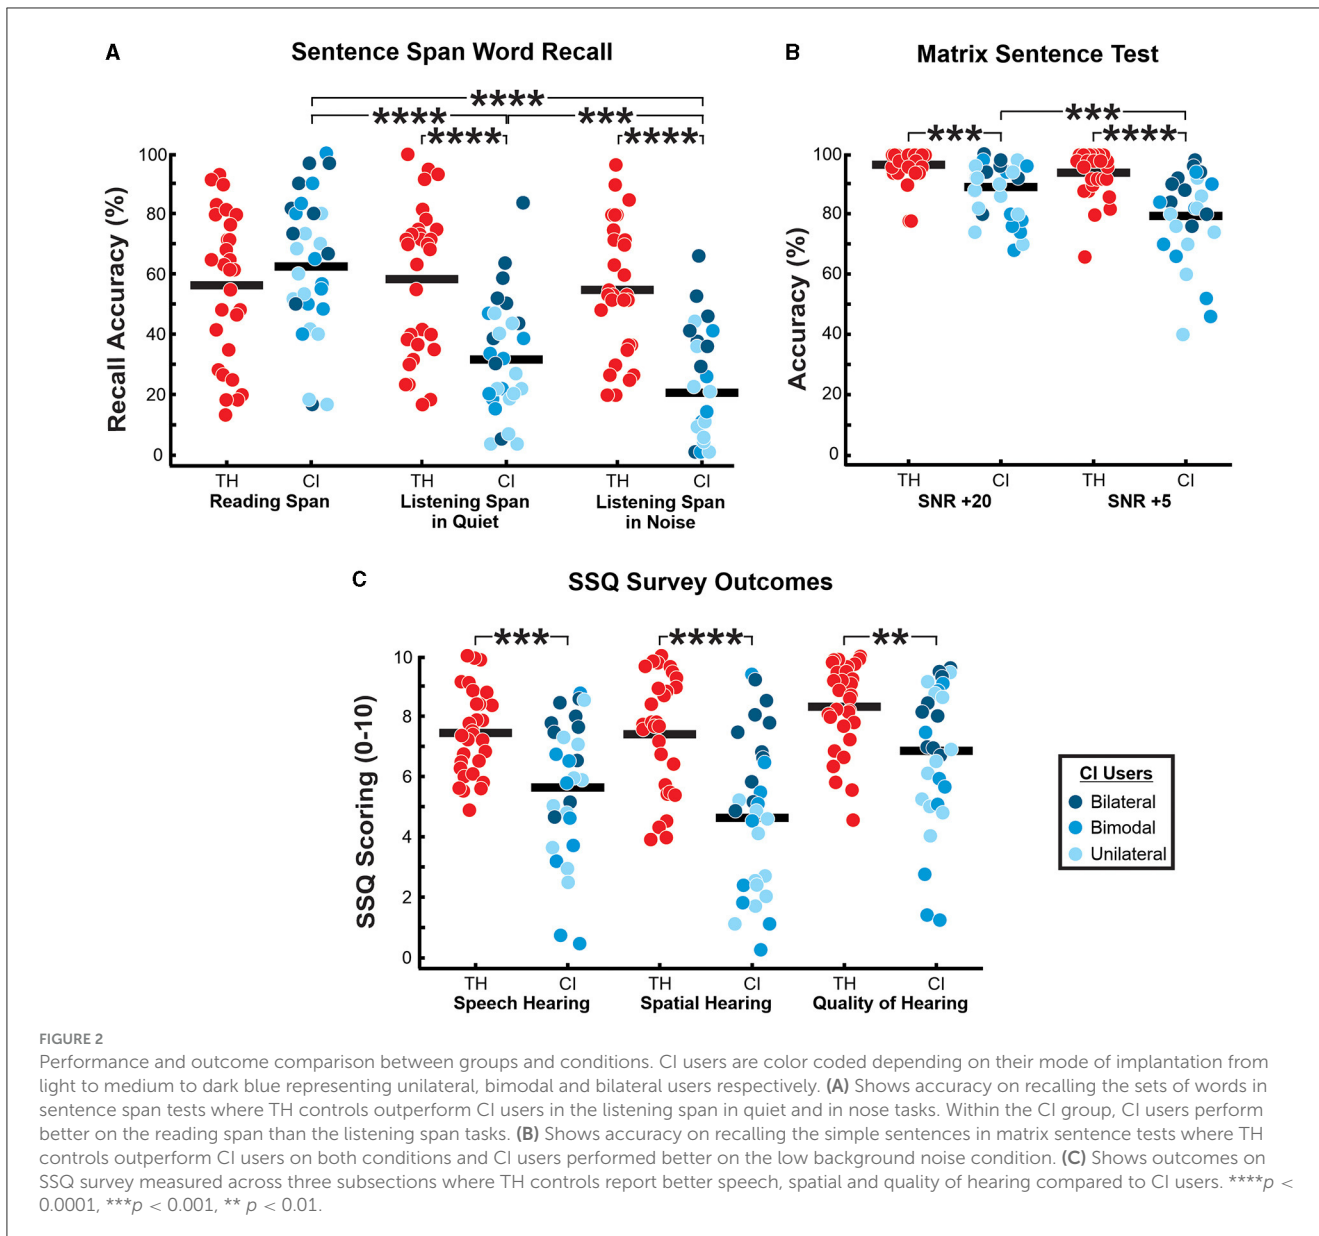 A
Sentence Span Word Recall
****
**** ***
**** ****
Recall Accuracy (%)
100
80
60
40
20
0
TH CI TH CI TH CI
Reading Span Listening Span in Quiet Listening Span in Noise
B
Matrix Sentence Test
***
*** ****
Accuracy (%)
100
80
60
40
20
0
TH CI TH CI
SNR +20 SNR +5
C
SSQ Survey Outcomes
*** **** **
SSQ Scoring (0-10)
10
8
6
4
2
0
TH CI TH CI TH CI
Speech Hearing Spatial Hearing Quality of Hearing
CI Users
Bilateral
Bimodal
Unilateral
FIGURE 2
Performance and outcome comparison between groups and conditions. CI users are color coded depending on their mode of implantation from
light to medium to dark blue representing unilateral, bimodal and bilateral users respectively. (A) Shows accuracy on recalling the sets of words in
sentence span tests where TH controls outperform CI users in the listening span in quiet and in nose tasks. Within the CI group, CI users perform
better on the reading span than the listening span tasks. (B) Shows accuracy on recalling the simple sentences in matrix sentence tests where TH
controls outperform CI users on both conditions and CI users performed better on the low background noise condition. (C) Shows outcomes on
SSQ survey measured across three subsections where TH controls report better speech, spatial and quality of hearing compared to CI users. ****p <
0.0001, ***p < 0.001, ** p < 0.01.